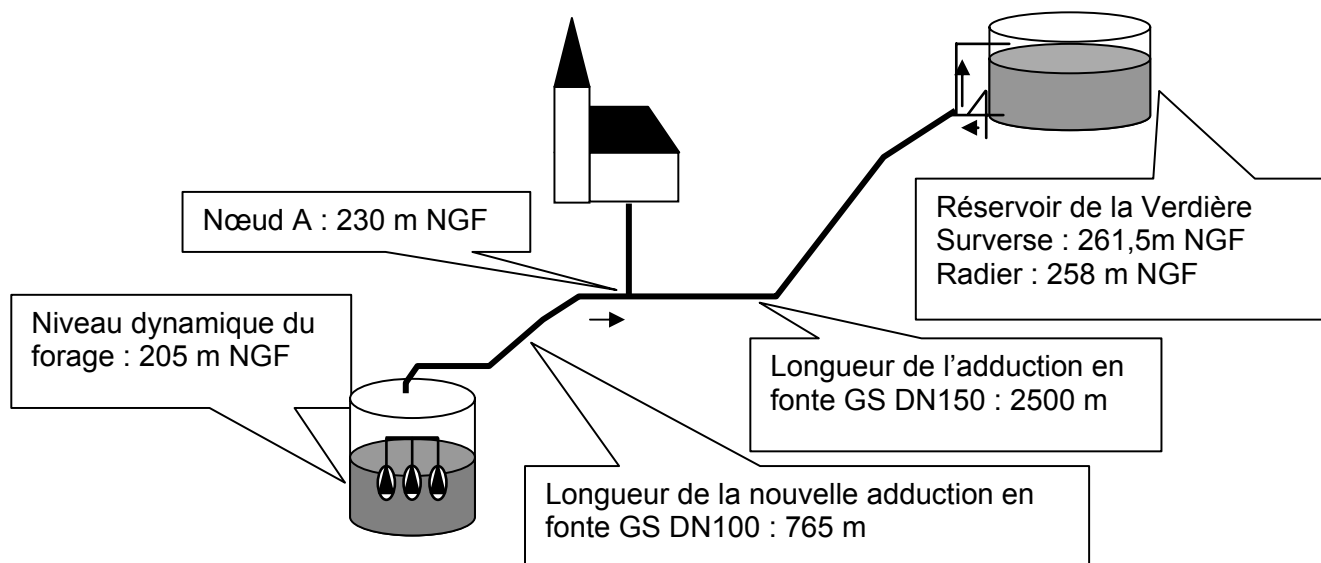 Nœud A : 230 m NGF
Réservoir de la Verdière
Surverse : 261,5m NGF
Radier : 258 m NGF
Niveau dynamique du
forage : 205 m NGF
Longueur de l’adduction en
fonte GS DN150 : 2500 m
Longueur de la nouvelle adduction en
fonte GS DN100 : 765 m